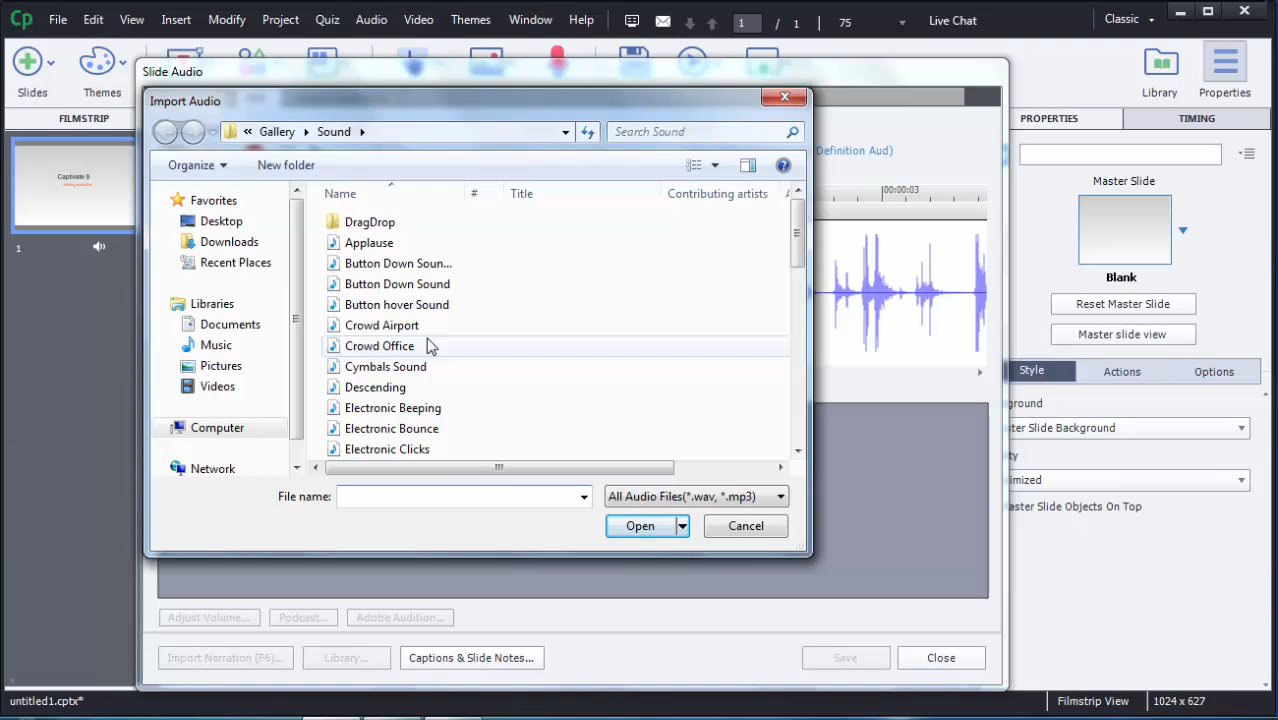 Cp File Edit View Insert Modify Project Quiz Audio Video Themes Window Help 1 / 1 75 Live Chat Classic
Slides Themes Library Properties
Slide Audio
FILMSTRIP
PROPERTIES TIMING
Captivate 9
1
Import Audio
« Gallery Sound Search Sound
Organize New folder
Definition Aud)
Name # Title Contributing artists
00:00:03
Favorites
Desktop
Downloads
Recent Places
Libraries
Documents
Music
Pictures
Videos
Computer
Network
DragDrop
Applause
Button Down Soun...
Button Down Sound
Button hover Sound
Crowd Airport
Crowd Office
Cymbals Sound
Descending
Electronic Beeping
Electronic Bounce
Electronic Clicks
File name: All Audio Files(*.wav, *.mp3)
Open Cancel
Master Slide
Blank
Reset Master Slide
Master slide view
Style Actions Options
ground
ter Slide Background
ty
mized
aster Slide Objects On Top
Adjust Volume... Podcast... Adobe Audition...
Import Narration (F6)... Library... Captions & Slide Notes... Save Close
untitled1.cptx* Filmstrip View 1024 x 627